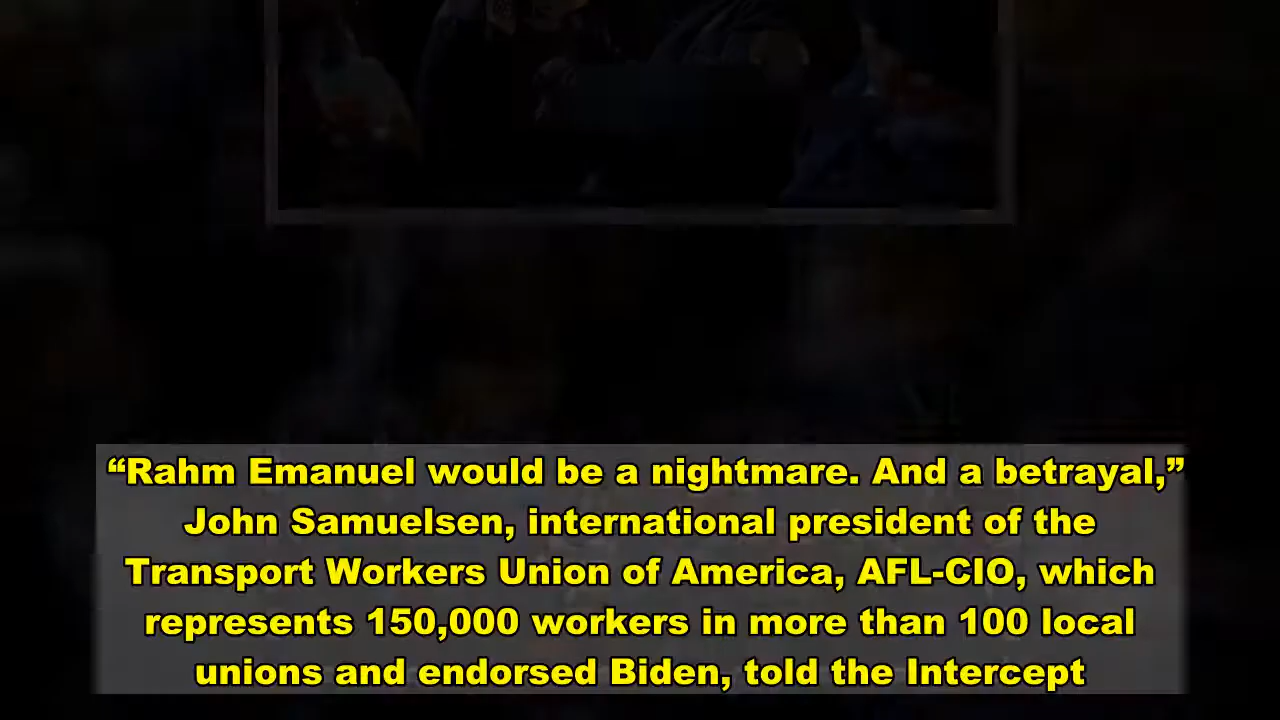 “Rahm Emanuel would be a nightmare. And a betrayal,”
John Samuelsen, international president of the
Transport Workers Union of America, AFL-CIO, which
represents 150,000 workers in more than 100 local
unions and endorsed Biden, told the Intercept